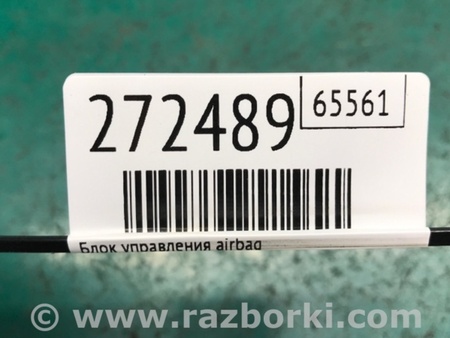 272489
65561
Блок управления airbag
© www.razborki.com